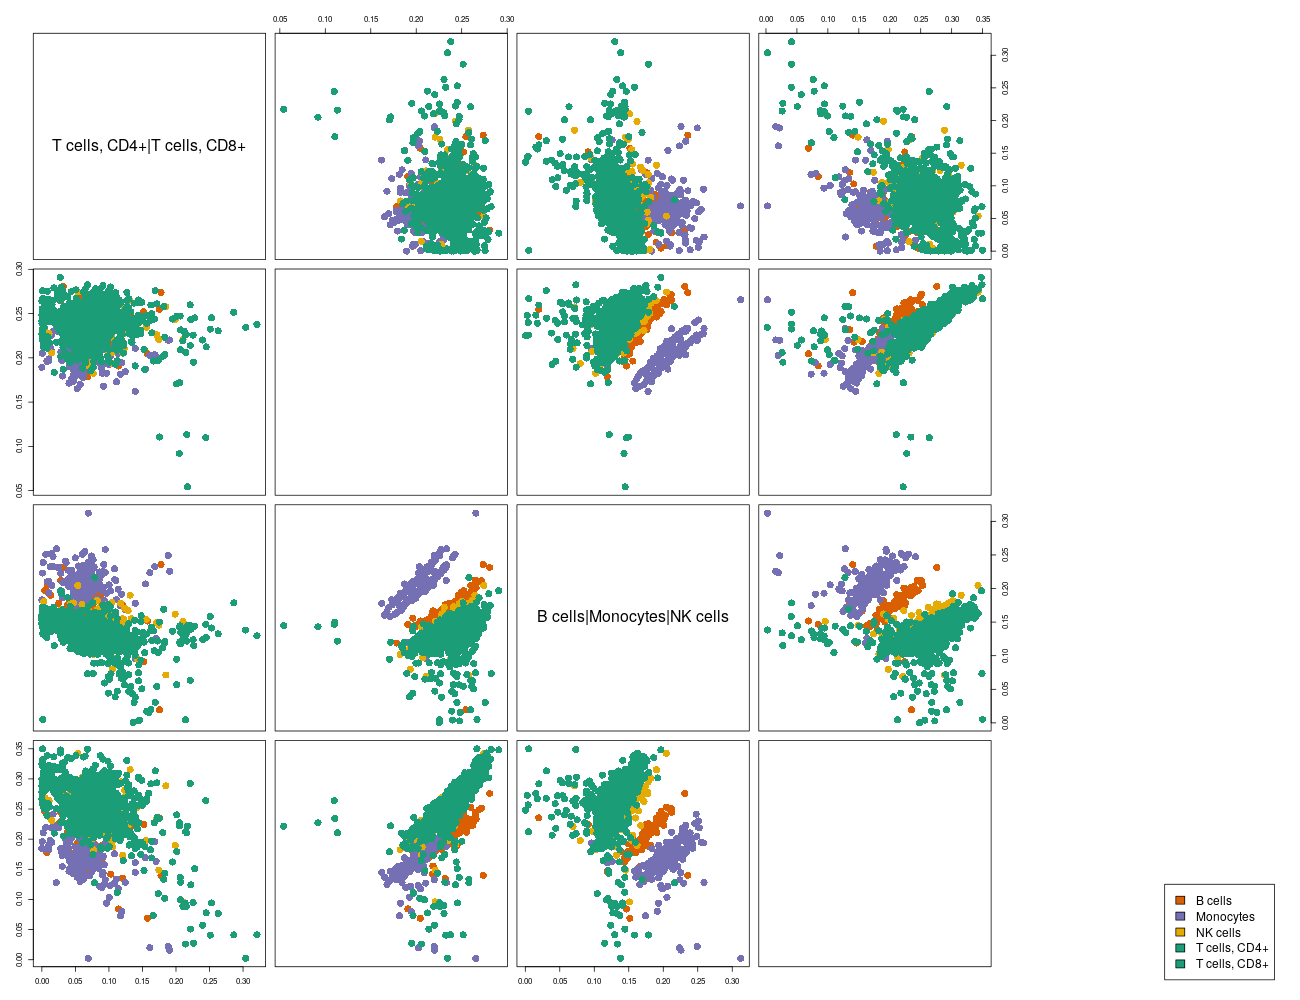 0.05 0.10 0.15 0.20 0.25 0.30
0.00 0.05 0.10 0.15 0.20 0.25 0.30 0.35
T cells, CD4+|T cells, CD8+
0.00 0.05 0.10 0.15 0.20 0.25 0.30
0.05 0.10 0.15 0.20 0.25 0.30
B cells|Monocytes|NK cells
0.00 0.05 0.10 0.15 0.20 0.25 0.30
0.00 0.05 0.10 0.15 0.20 0.25 0.30 0.35
0.00 0.05 0.10 0.15 0.20 0.25 0.30
0.00 0.05 0.10 0.15 0.20 0.25 0.30
B cells
Monocytes
NK cells
T cells, CD4+
T cells, CD8+